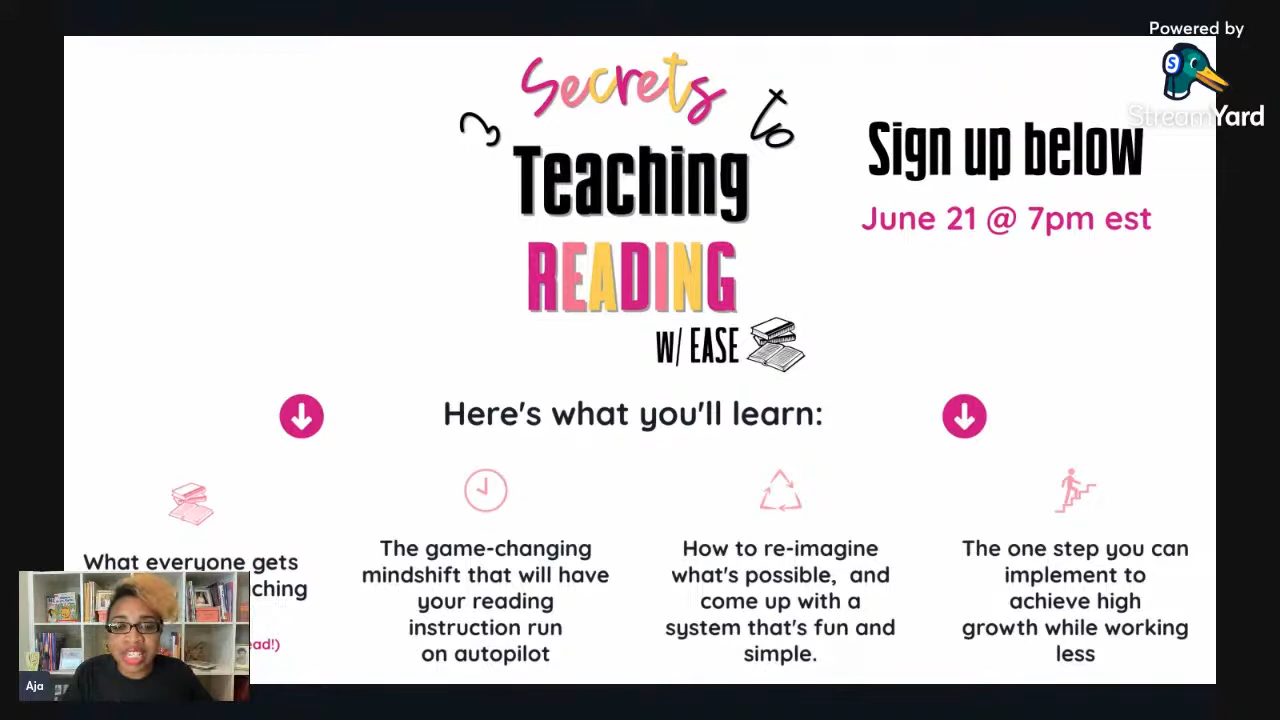 Powered by
StreamYard
3 Secrets to
Teaching
READING
w/ EASE
Sign up below
June 21 @ 7pm est
Here's what you'll learn:
What everyone gets
ching
ead!)
The game-changing
mindshift that will have
your reading
instruction run
on autopilot
How to re-imagine
what's possible, and
come up with a
system that's fun and
simple.
The one step you can
implement to
achieve high
growth while working
less
Aja